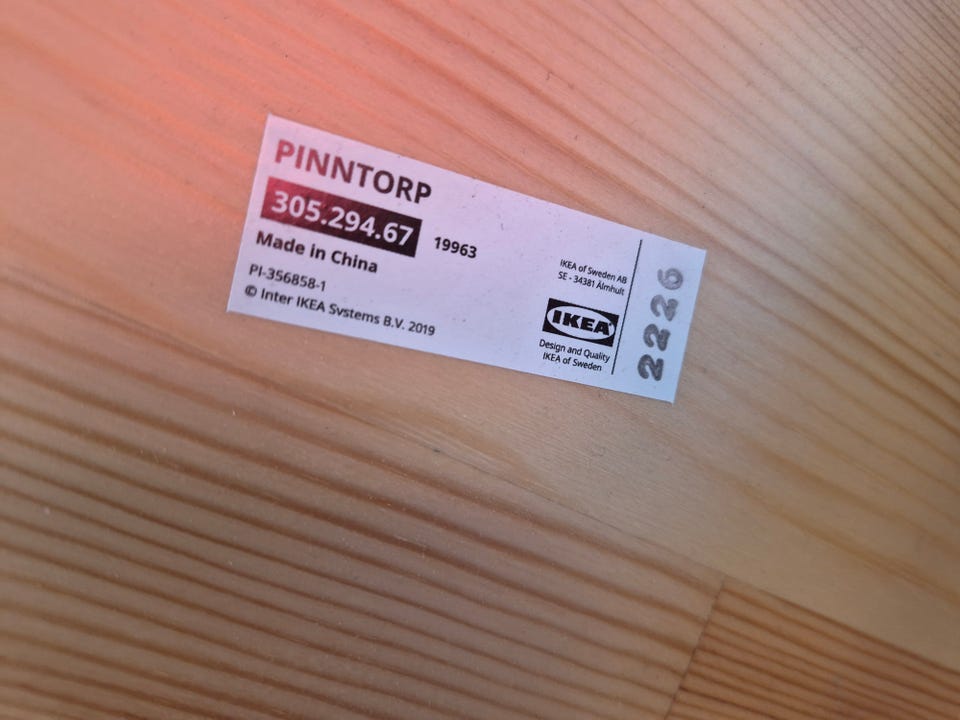 PINNTORP
305.294.67 19963
Made in China
PI-356858-1
© Inter IKEA Systems B.V. 2019
IKEA of Sweden AB
SE - 34381 Älmhult
IKEA
Design and Quality
IKEA of Sweden
2226